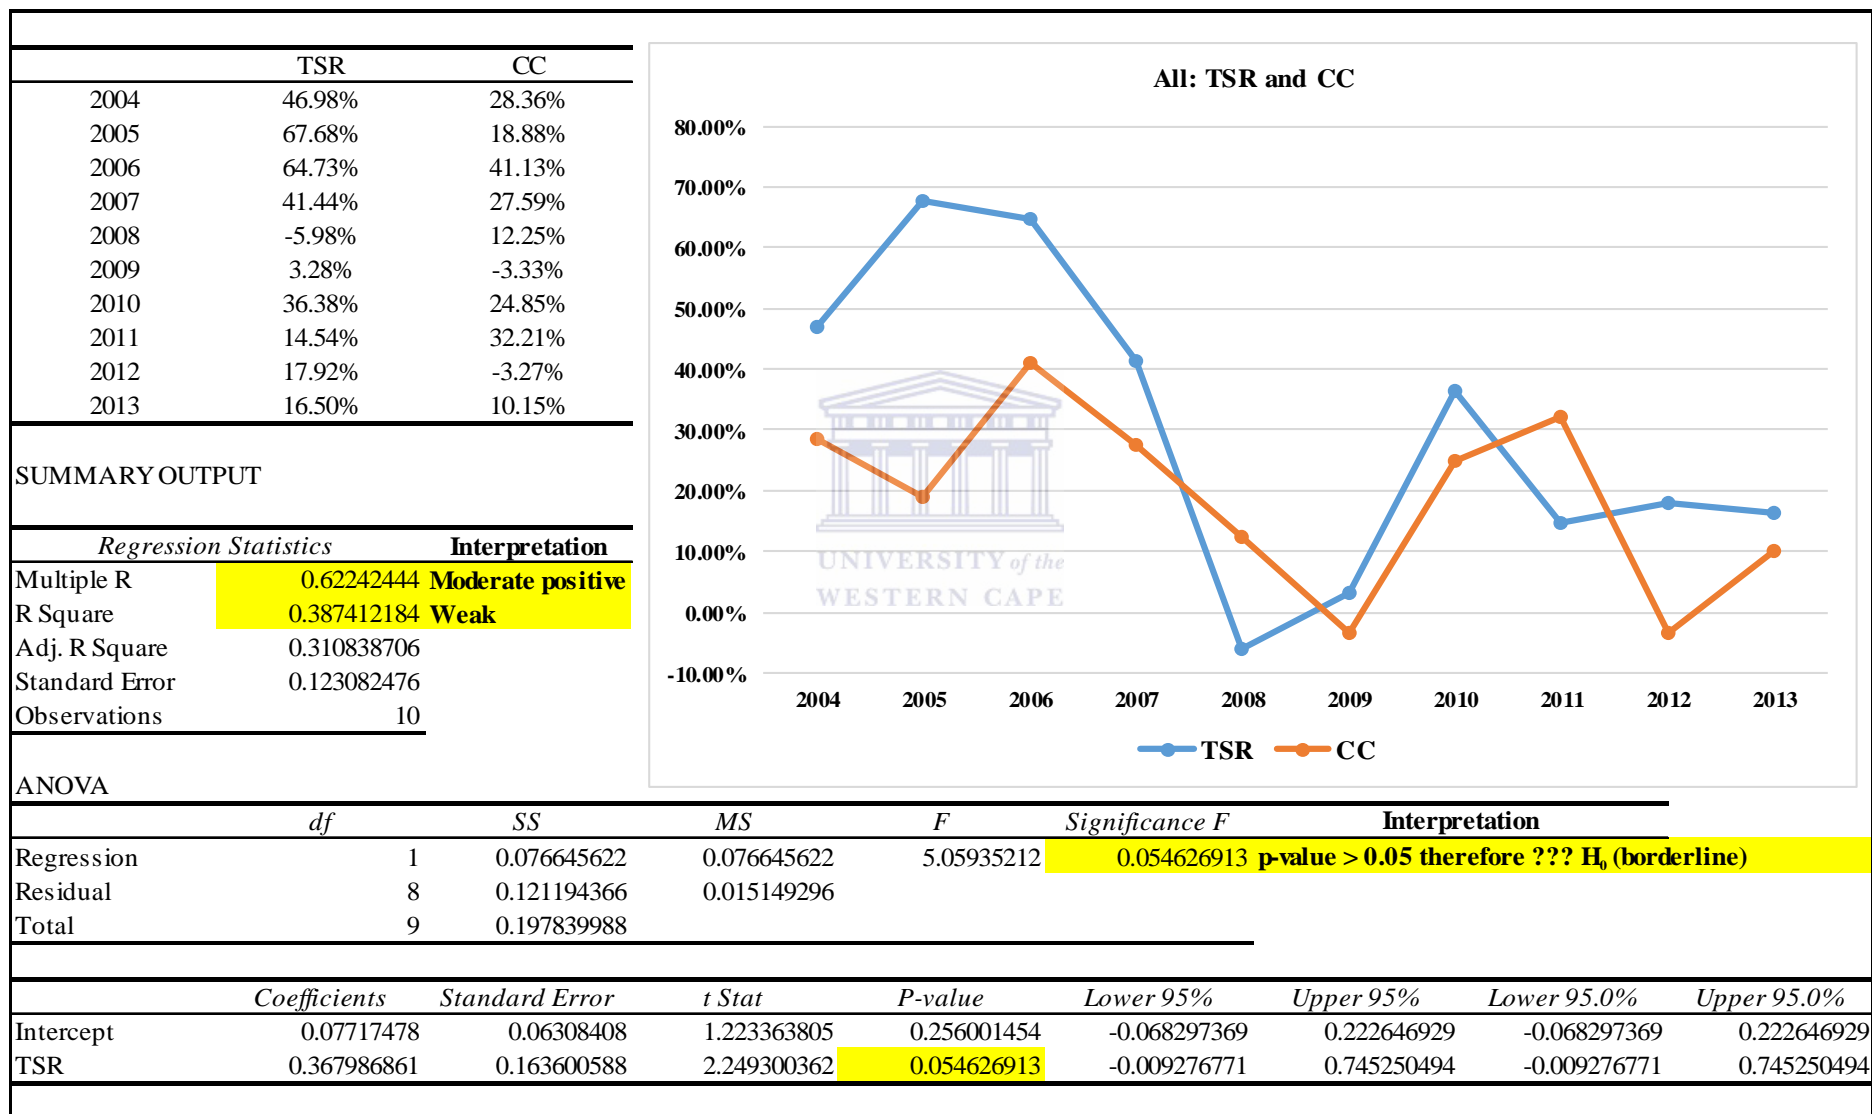 TSR CC
2004 46.98% 28.36%
2005 67.68% 18.88%
2006 64.73% 41.13%
2007 41.44% 27.59%
2008 -5.98% 12.25%
2009 3.28% -3.33%
2010 36.38% 24.85%
2011 14.54% 32.21%
2012 17.92% -3.27%
2013 16.50% 10.15%
All: TSR and CC
80.00%
70.00%
60.00%
50.00%
40.00%
30.00%
20.00%
10.00%
0.00%
-10.00%
2004 2005 2006 2007 2008 2009 2010 2011 2012 2013
TSR CC
UNIVERSITY of the
WESTERN CAPE
SUMMARY OUTPUT
Regression Statistics Interpretation
Multiple R 0.62242444 Moderate positive
R Square 0.387412184 Weak
Adj. R Square 0.310838706
Standard Error 0.123082476
Observations 10
ANOVA
df SS MS F Significance F Interpretation
Regression 1 0.076645622 0.076645622 5.05935212 0.054626913 p-value > 0.05 therefore ??? H₀ (borderline)
Residual 8 0.121194366 0.015149296
Total 9 0.197839988
Coefficients Standard Error t Stat P-value Lower 95% Upper 95% Lower 95.0% Upper 95.0%
Intercept 0.07717478 0.06308408 1.223363805 0.256001454 -0.068297369 0.222646929 -0.068297369 0.222646929
TSR 0.367986861 0.163600588 2.249300362 0.054626913 -0.009276771 0.745250494 -0.009276771 0.745250494